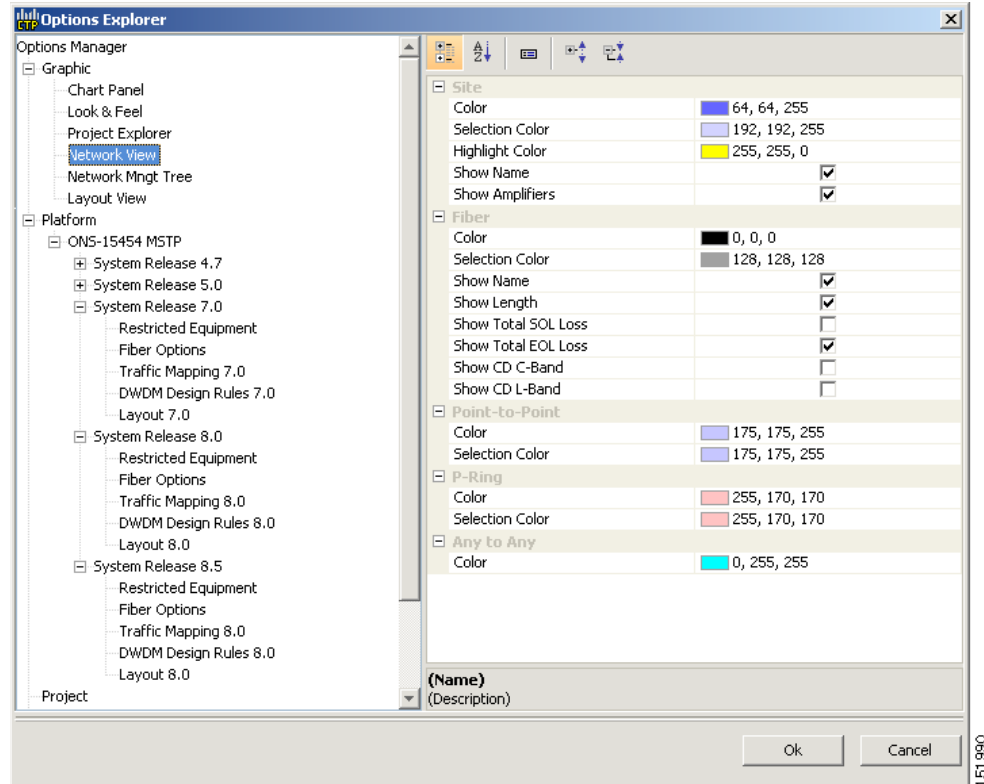 CTP Options Explorer
Options Manager
Graphic
Chart Panel
Look & Feel
Project Explorer
Network View
Network Mngt Tree
Layout View
Platform
ONS-15454 MSTP
System Release 4.7
System Release 5.0
System Release 7.0
Restricted Equipment
Fiber Options
Traffic Mapping 7.0
DWDM Design Rules 7.0
Layout 7.0
System Release 8.0
Restricted Equipment
Fiber Options
Traffic Mapping 8.0
DWDM Design Rules 8.0
Layout 8.0
System Release 8.5
Restricted Equipment
Fiber Options
Traffic Mapping 8.0
DWDM Design Rules 8.0
Layout 8.0
Project
A Z
Site
Color 64, 64, 255
Selection Color 192, 192, 255
Highlight Color 255, 255, 0
Show Name
Show Amplifiers
Fiber
Color 0, 0, 0
Selection Color 128, 128, 128
Show Name
Show Length
Show Total SOL Loss
Show Total EOL Loss
Show CD C-Band
Show CD L-Band
Point-to-Point
Color 175, 175, 255
Selection Color 175, 175, 255
P-Ring
Color 255, 170, 170
Selection Color 255, 170, 170
Any to Any
Color 0, 255, 255
(Name)
(Description)
Ok Cancel
151990